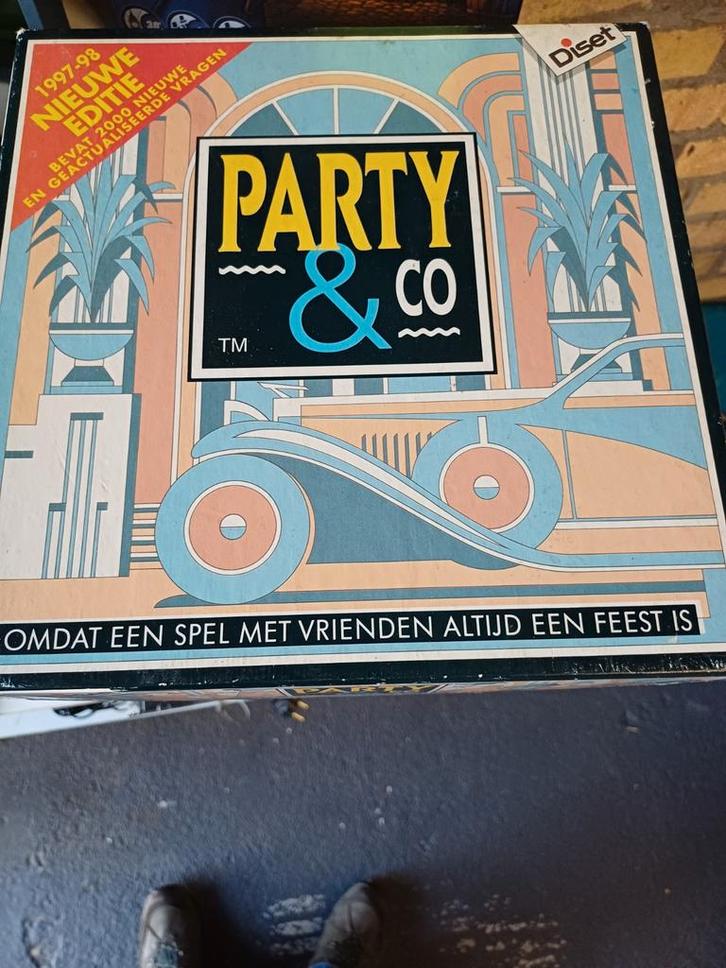 1997-98
NIEUWE
EDITIE
BEVAT 2000 NIEUWE
EN GEACTUALISEERDE VRAGEN
Diset
PARTY
& CO
TM
OMDAT EEN SPEL MET VRIENDEN ALTIJD EEN FEEST IS
PARTY